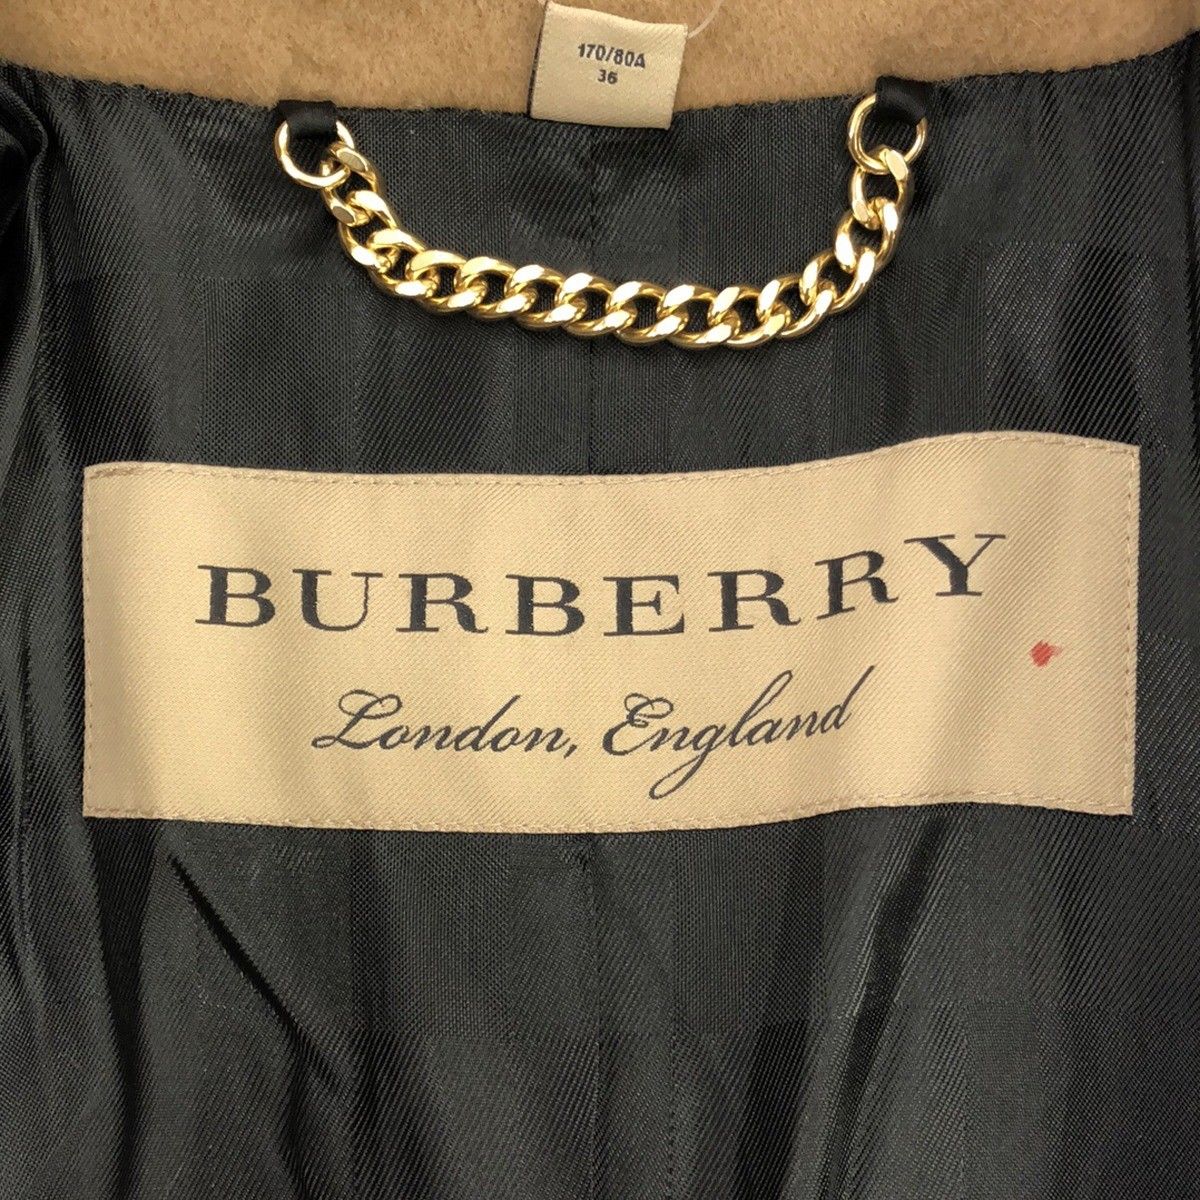 170/80A
36
BURBERRY
London, England